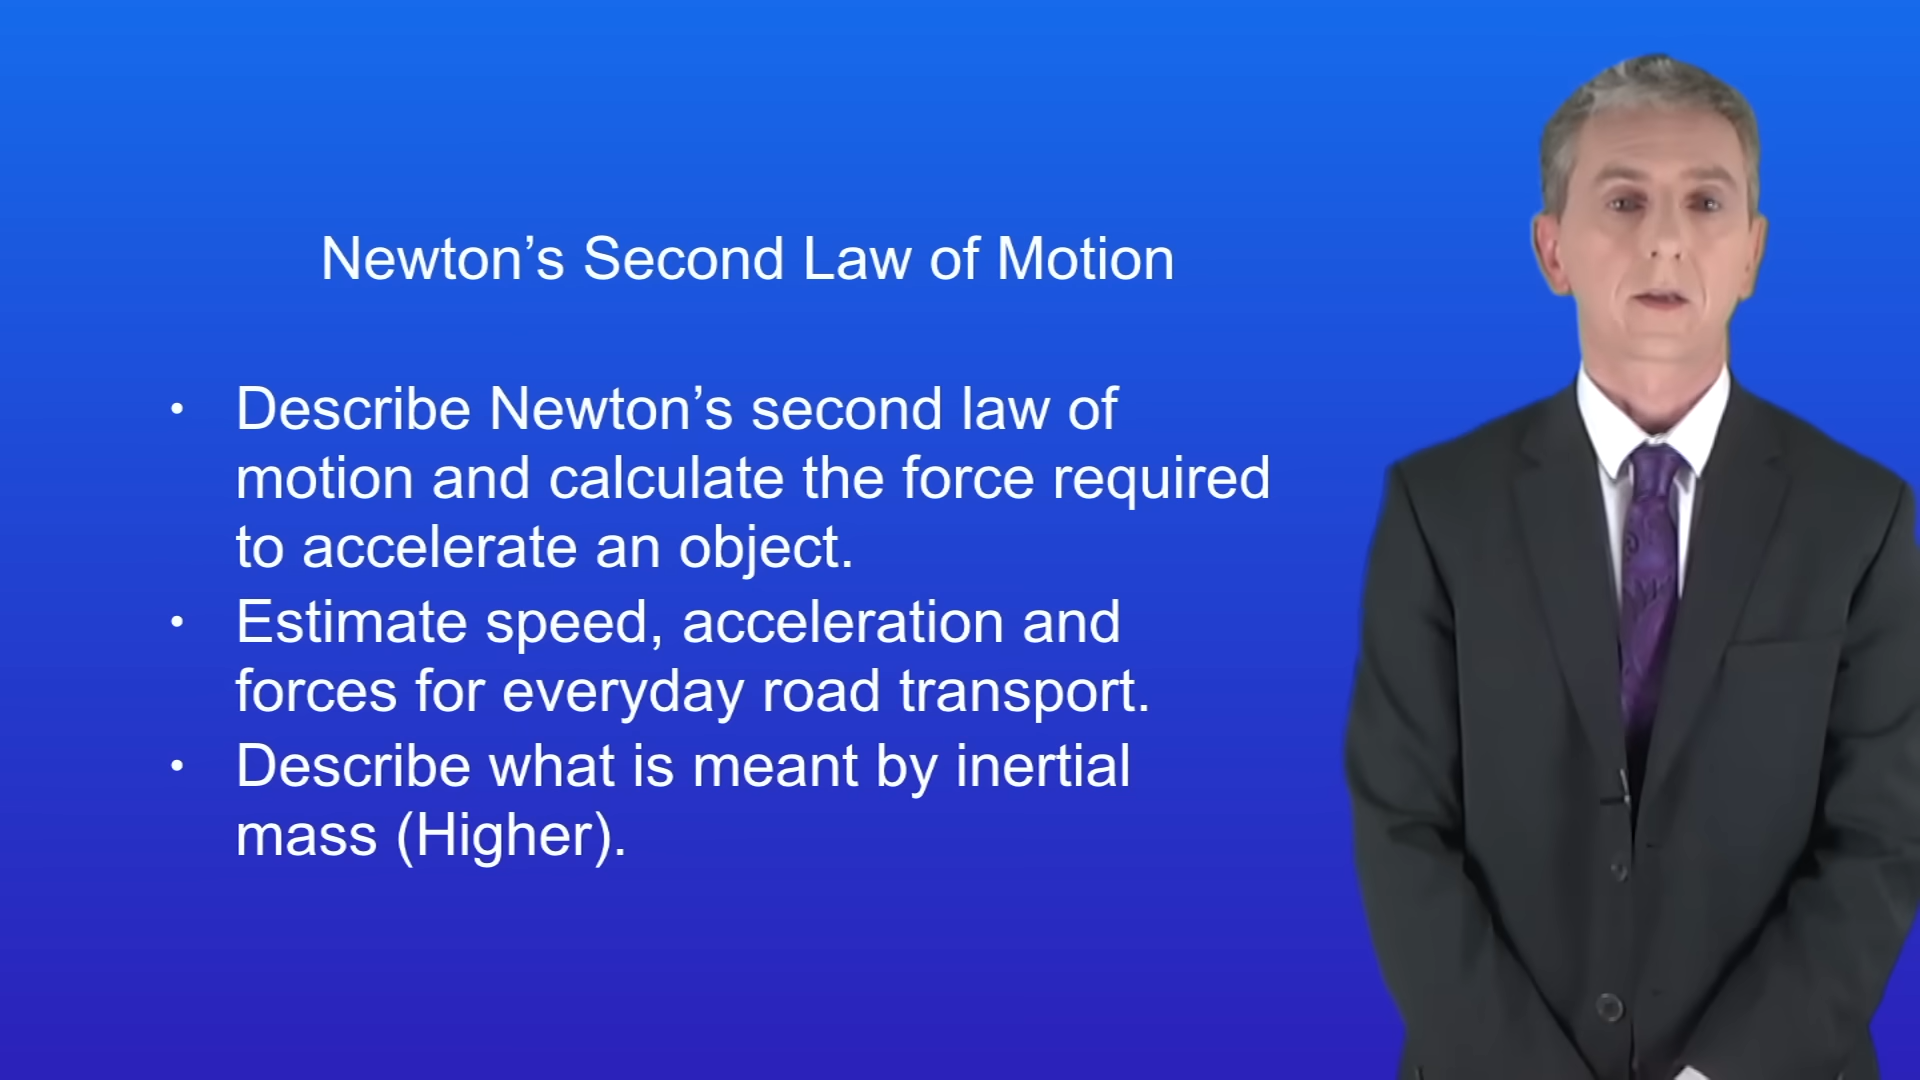 Newton’s Second Law of Motion
• Describe Newton’s second law of
motion and calculate the force required
to accelerate an object.
• Estimate speed, acceleration and
forces for everyday road transport.
• Describe what is meant by inertial
mass (Higher).